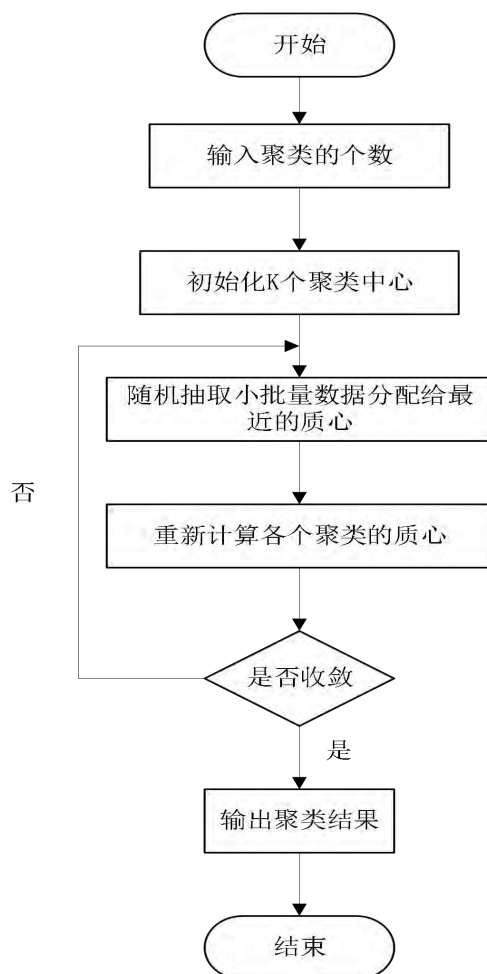 开始
输入聚类的个数
初始化K个聚类中心
随机抽取小批量数据分配给最
近的质心
否
重新计算各个聚类的质心
是否收敛
是
输出聚类结果
结束